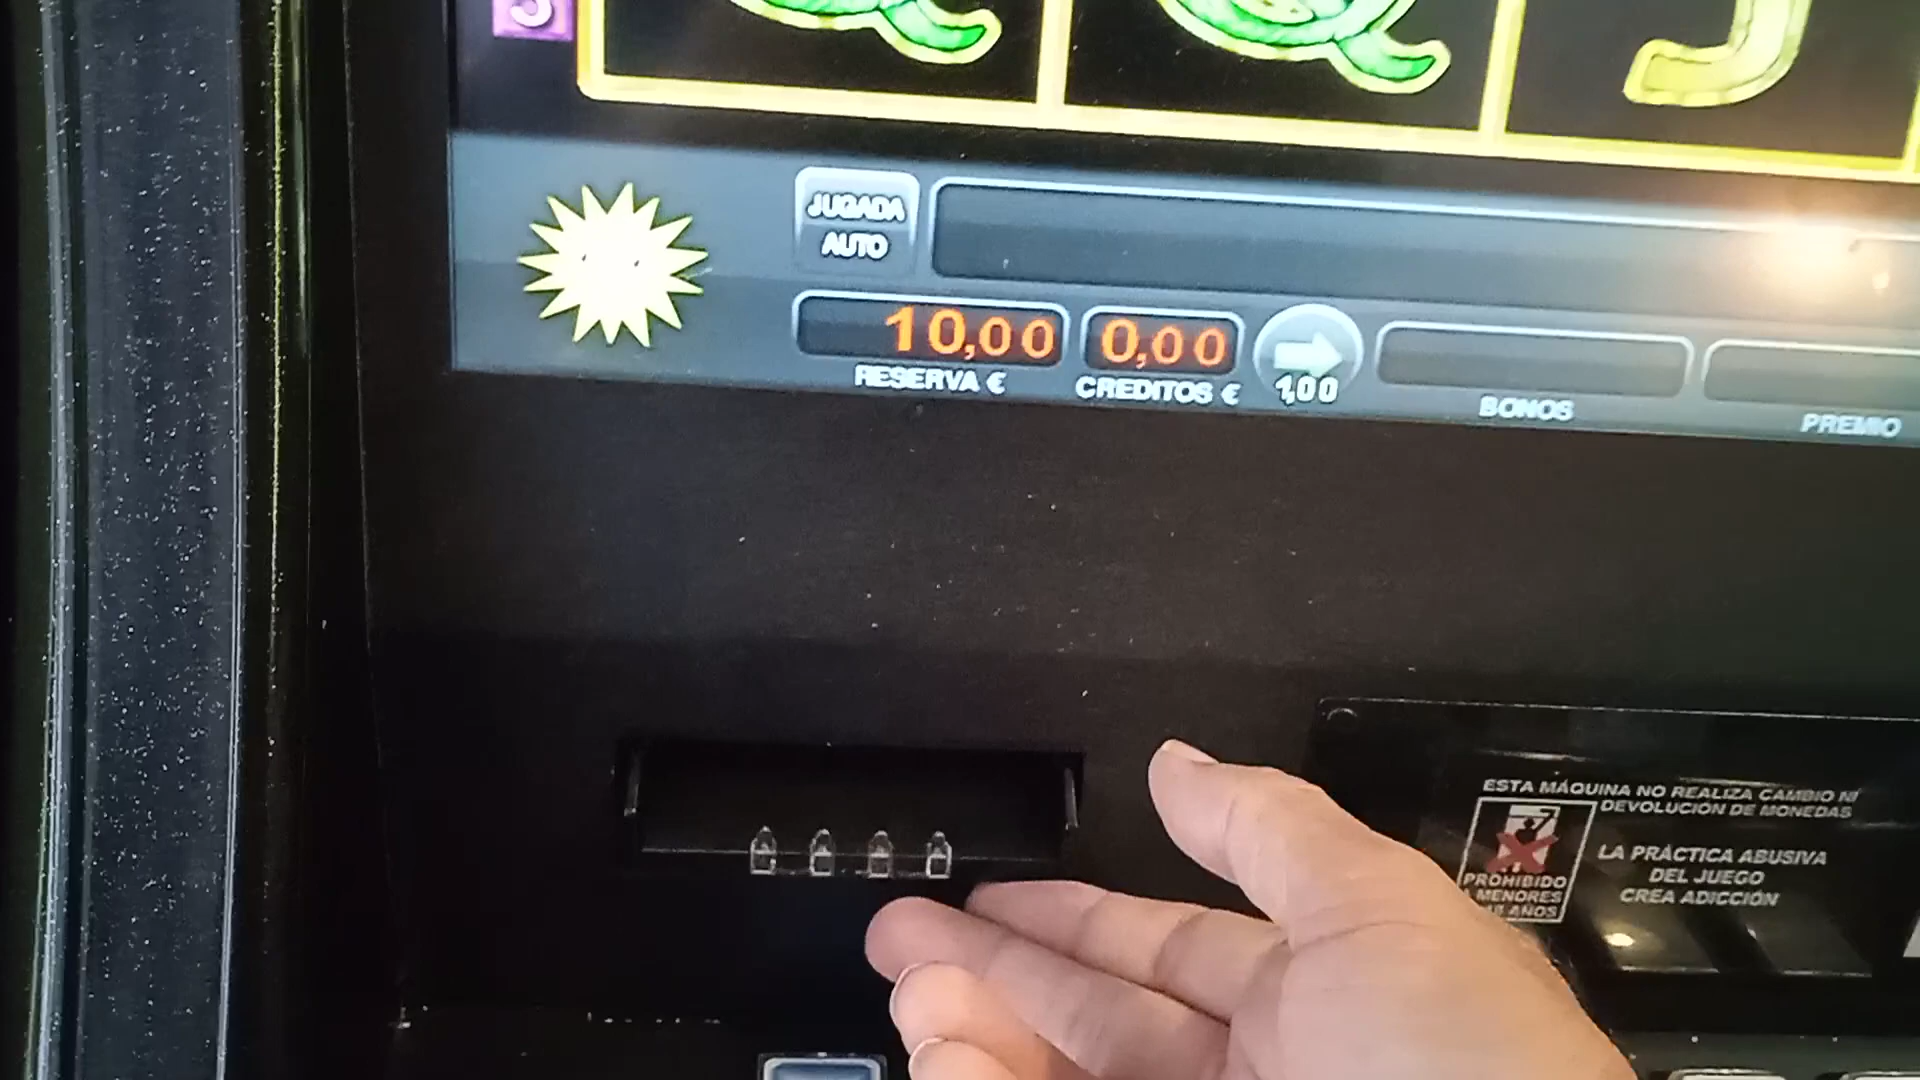 JUGADA
AUTO
10,00
0,00
RESERVA €
CREDITOS €
1,00
BONOS
PREMIO
ESTA MÁQUINA NO REALIZA CAMBIO NI
DEVOLUCIÓN DE MONEDAS
LA PRÁCTICA ABUSIVA
DEL JUEGO
CREA ADICCIÓN
PROHIBIDO
MENORES
AÑOS